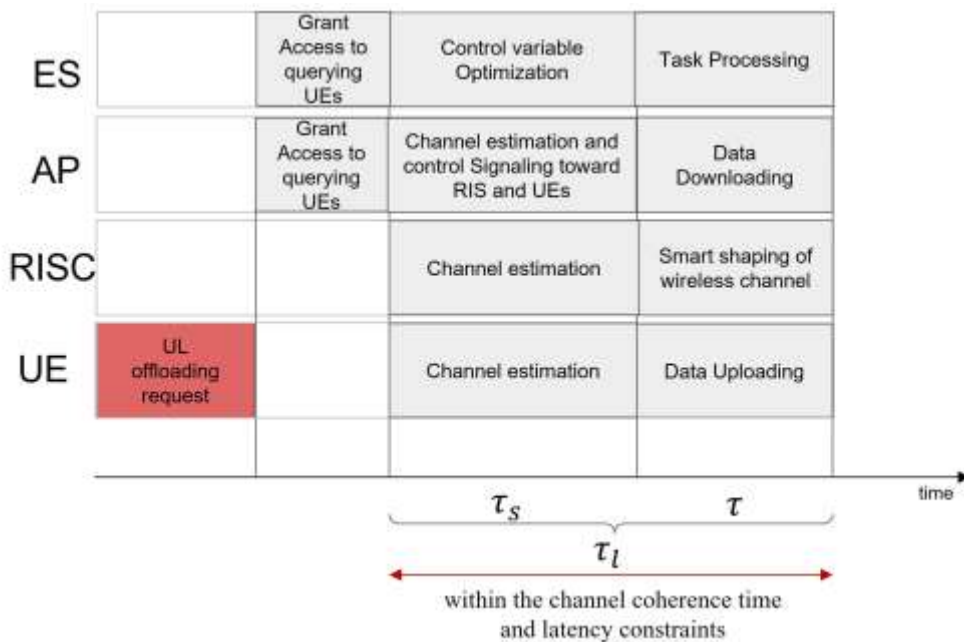 ES
Grant
Access to
querying
UEs
Control variable
Optimization
Task Processing
AP
Grant
Access to
querying
UEs
Channel estimation and
control Signaling toward
RIS and UEs
Data
Downloading
RISC
Channel estimation
Smart shaping of
wireless channel
UE
UL
offloading
request
Channel estimation
Data Uploading
time
τ_s
τ
τ_l
within the channel coherence time
and latency constraints